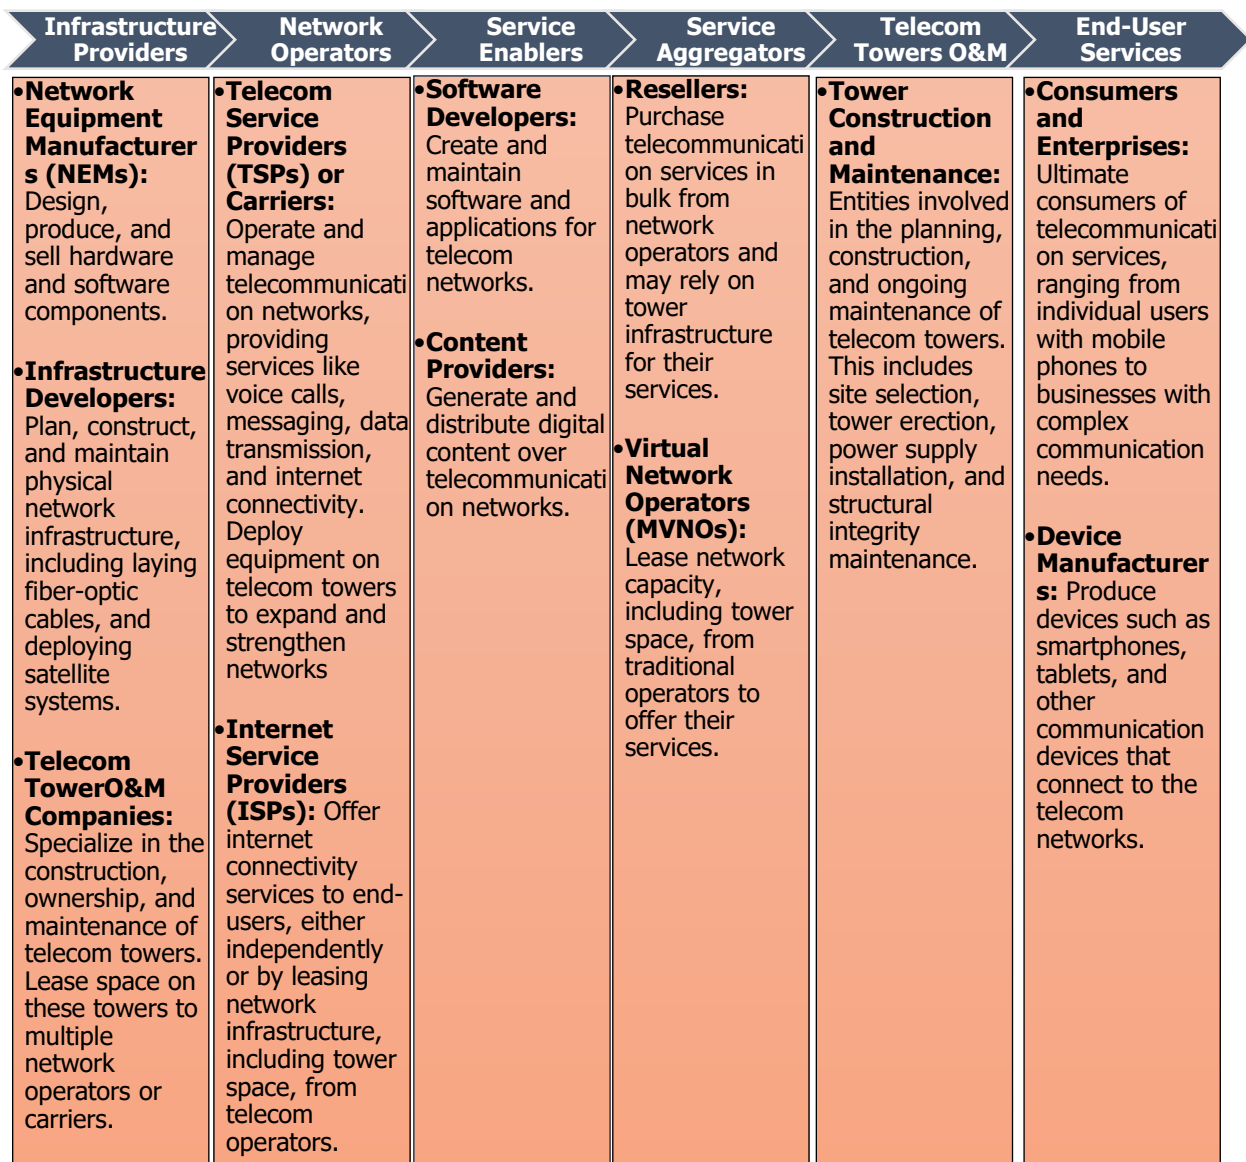 Infrastructure
Providers
Network
Operators
Service
Enablers
Service
Aggregators
Telecom
Towers O&M
End-User
Services
•Network
Equipment
Manufacturer
s (NEMs):
Design,
produce, and
sell hardware
and software
components.
•Infrastructure
Developers:
Plan, construct,
and maintain
physical
network
infrastructure,
including laying
fiber-optic
cables, and
deploying
satellite
systems.
•Telecom
TowerO&M
Companies:
Specialize in the
construction,
ownership, and
maintenance of
telecom towers.
Lease space on
these towers to
multiple
network
operators or
carriers.
•Telecom
Service
Providers
(TSPs) or
Carriers:
Operate and
manage
telecommunicati
on networks,
providing
services like
voice calls,
messaging, data
transmission,
and internet
connectivity.
Deploy
equipment on
telecom towers
to expand and
strengthen
networks
•Internet
Service
Providers
(ISPs): Offer
internet
connectivity
services to end-
users, either
independently
or by leasing
network
infrastructure,
including tower
space, from
telecom
operators.
•Software
Developers:
Create and
maintain
software and
applications for
telecom
networks.
•Content
Providers:
Generate and
distribute digital
content over
telecommunicati
on networks.
•Resellers:
Purchase
telecommunicati
on services in
bulk from
network
operators and
may rely on
tower
infrastructure
for their
services.
•Virtual
Network
Operators
(MVNOs):
Lease network
capacity,
including tower
space, from
traditional
operators to
offer their
services.
•Tower
Construction
and
Maintenance:
Entities involved
in the planning,
construction,
and ongoing
maintenance of
telecom towers.
This includes
site selection,
tower erection,
power supply
installation, and
structural
integrity
maintenance.
•Consumers
and
Enterprises:
Ultimate
consumers of
telecommunicati
on services,
ranging from
individual users
with mobile
phones to
businesses with
complex
communication
needs.
•Device
Manufacturer
s: Produce
devices such as
smartphones,
tablets, and
other
communication
devices that
connect to the
telecom
networks.